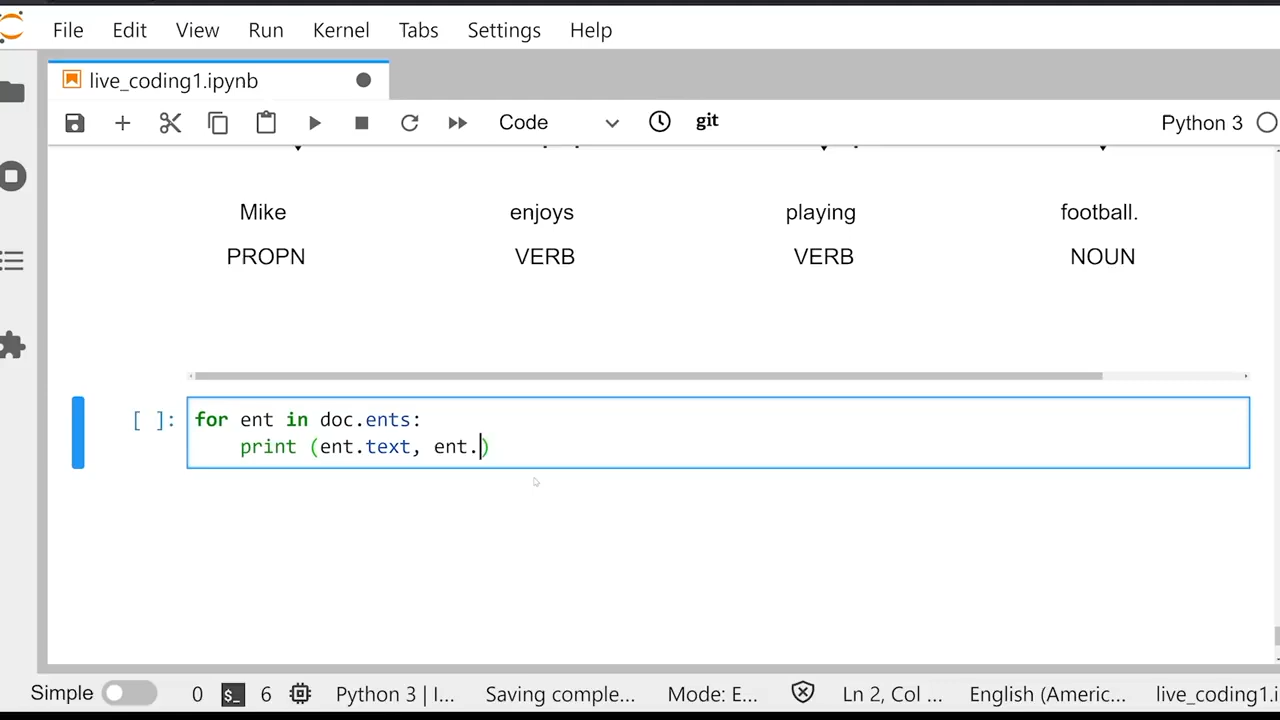 File Edit View Run Kernel Tabs Settings Help
live_coding1.ipynb
Code git Python 3
Mike enjoys playing football.
PROPN VERB VERB NOUN
[ ]: for ent in doc.ents:
print (ent.text, ent.)
Simple 0 $_ 6 Python 3 | I... Saving comple... Mode: E... Ln 2, Col ... English (Americ... live_coding1.i